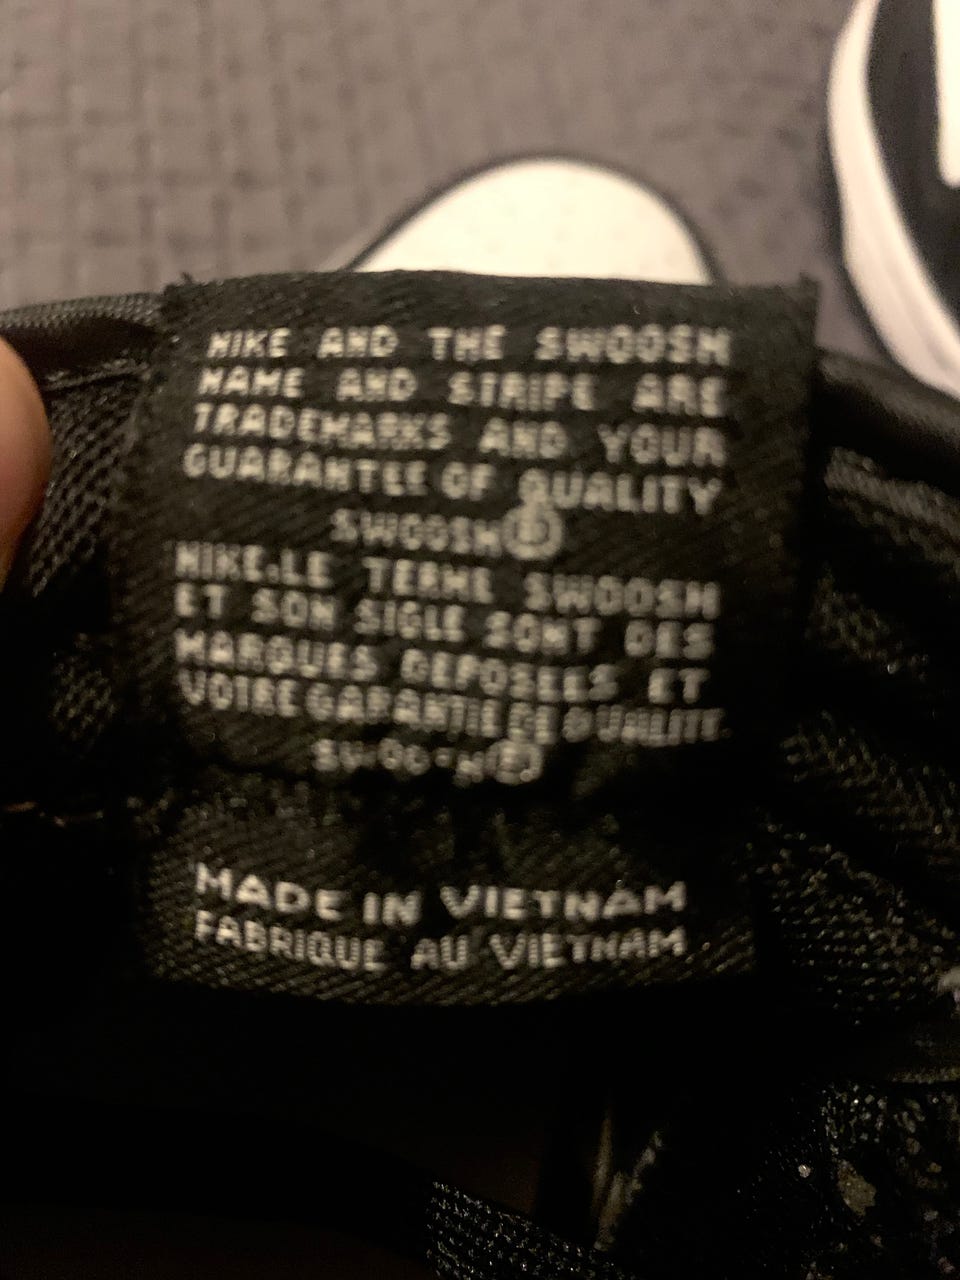 NIKE AND THE SWOOSH
NAME AND STRIPE ARE
TRADEMARKS AND YOUR
GUARANTEE OF QUALITY
SWOOSH®
NIKE.LE TERME SWOOSH
ET SON SIGLE SONT DES
MARQUES DEPOSEES ET
VOTRE GARANTIE DE QUALITE.
SWOOSH®
MADE IN VIETNAM
FABRIQUE AU VIETNAM